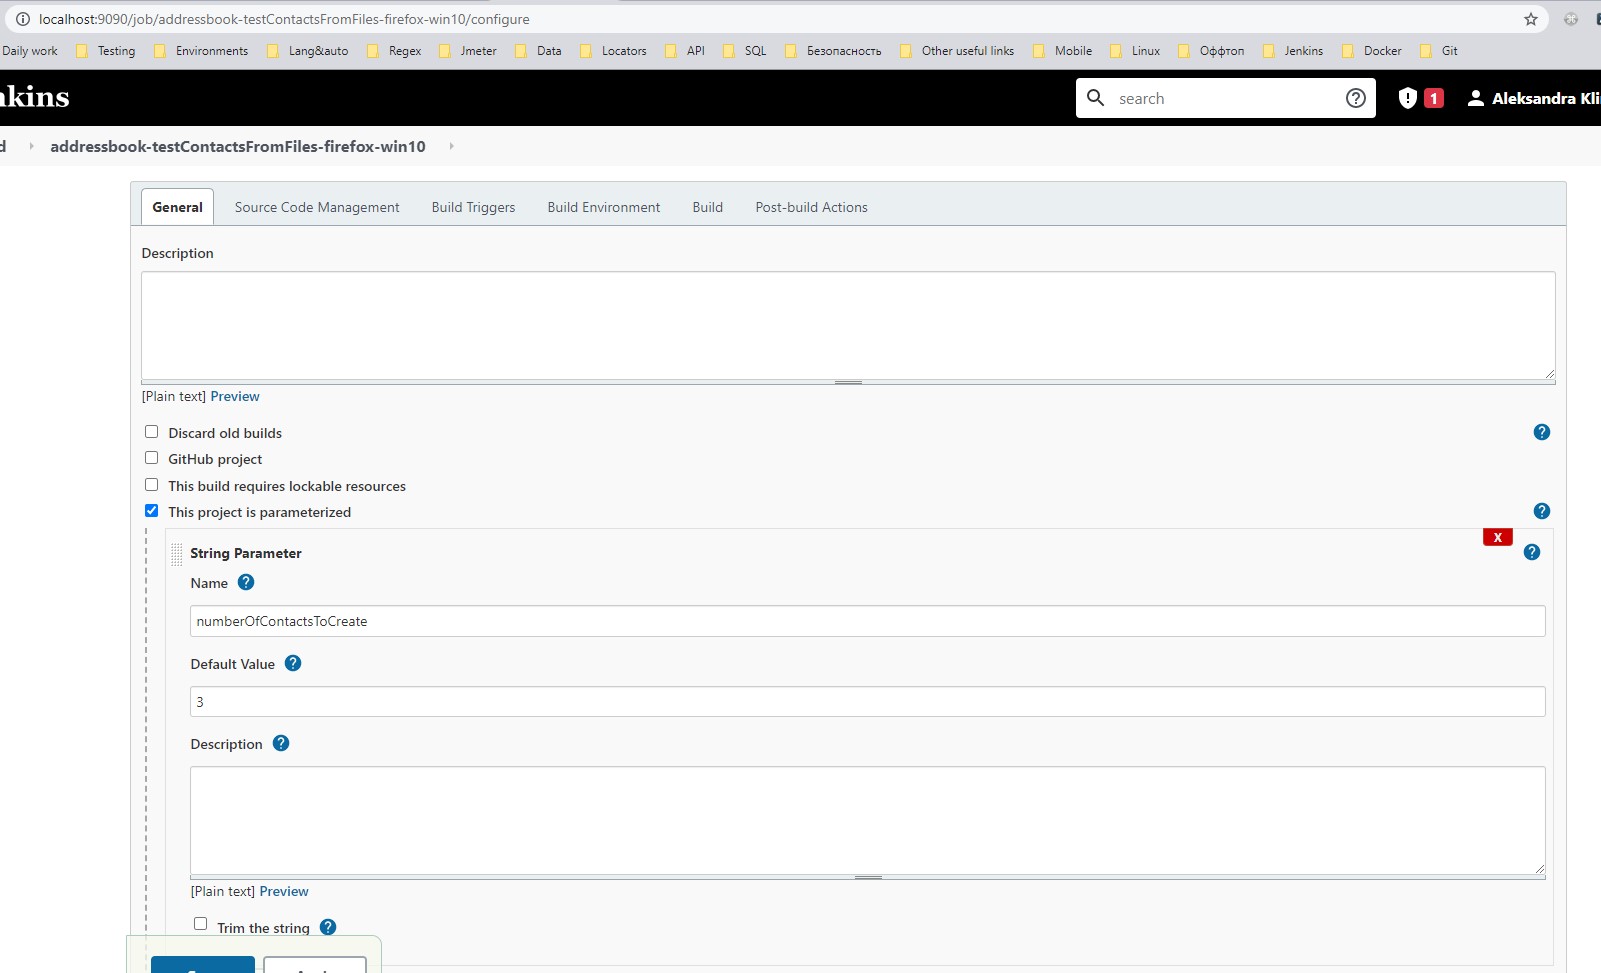 localhost:9090/job/addressbook-testContactsFromFiles-firefox-win10/configure
Daily work Testing Environments Lang&auto Regex Jmeter Data Locators API SQL Безопасность Other useful links Mobile Linux Оффтоп Jenkins Docker Git
nkins search 1 Aleksandra Kli
d addressbook-testContactsFromFiles-firefox-win10
General Source Code Management Build Triggers Build Environment Build Post-build Actions
Description
[Plain text] Preview
Discard old builds
GitHub project
This build requires lockable resources
This project is parameterized
X
String Parameter
Name
numberOfContactsToCreate
Default Value
3
Description
[Plain text] Preview
Trim the string